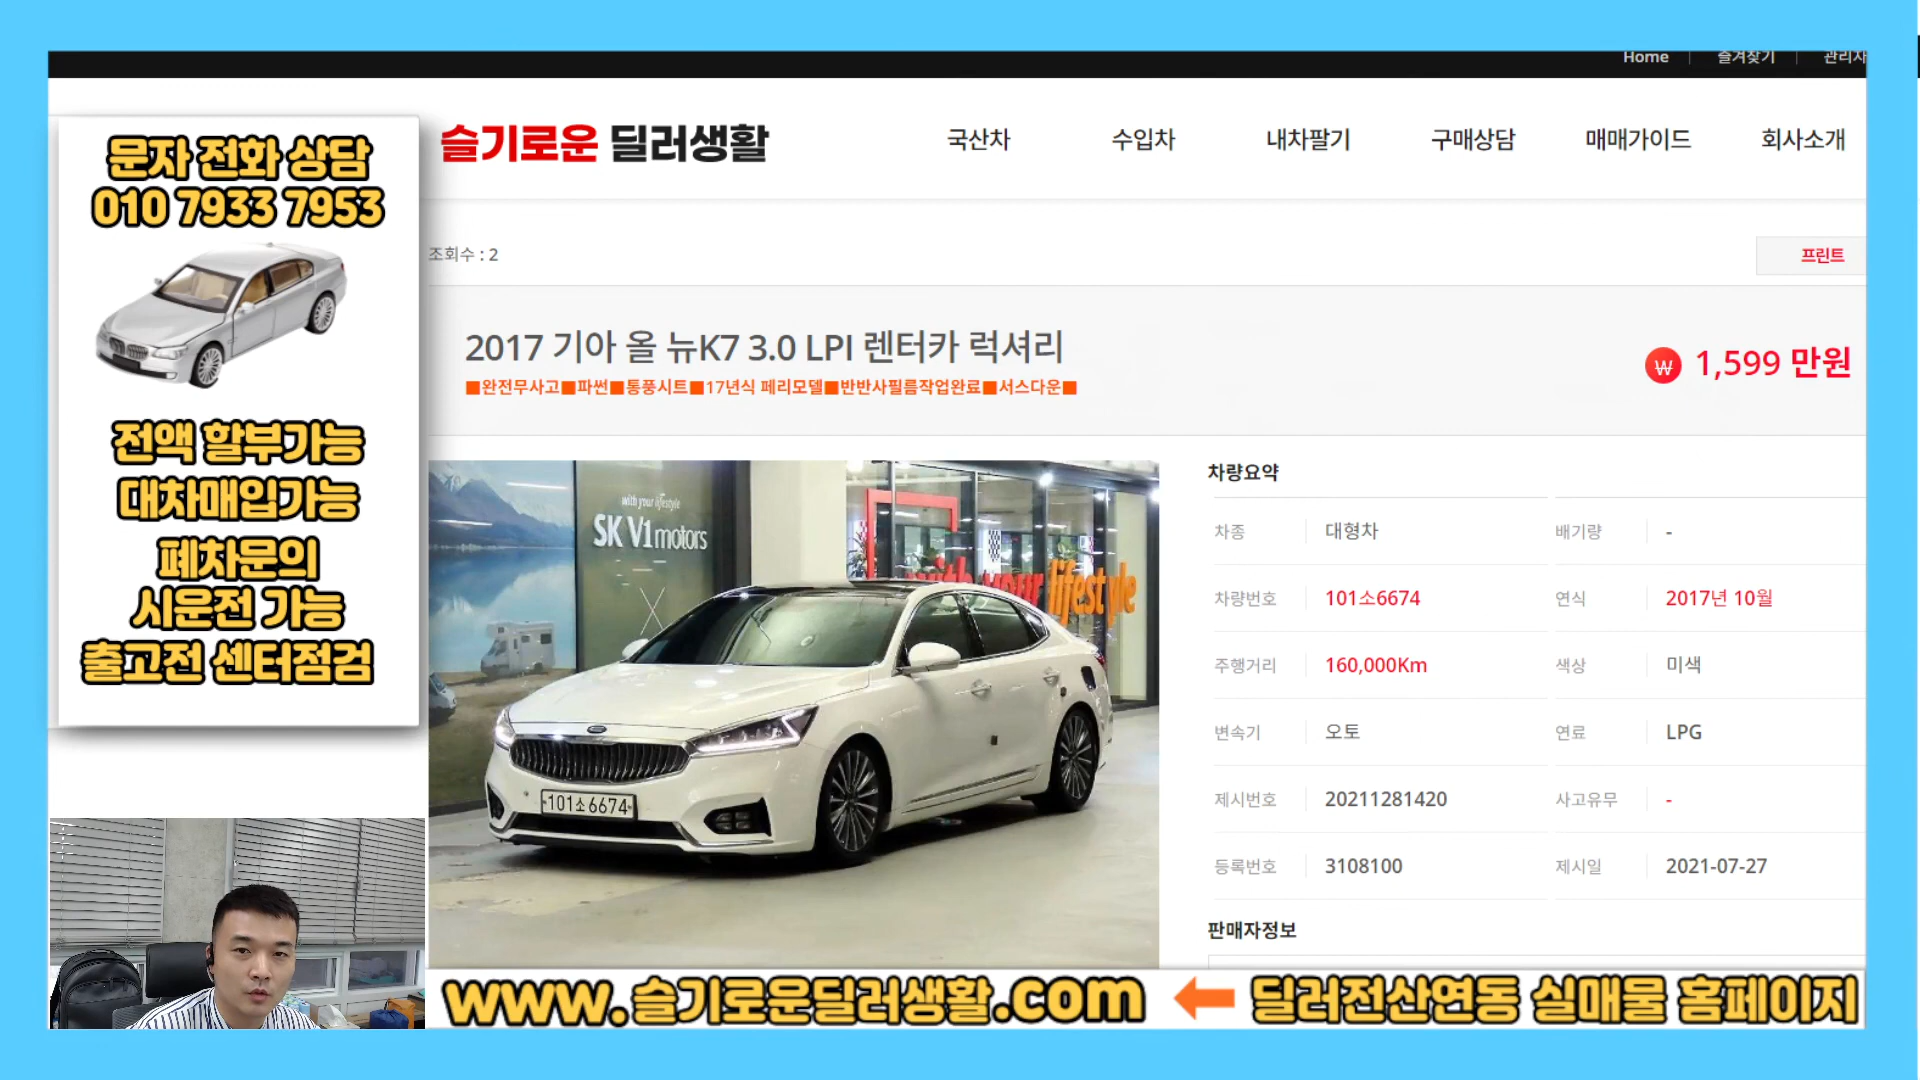 Home
즐겨찾기
관리자
문자 전화 상담
010 7933 7953
전액 할부가능
대차매입가능
폐차문의
시운전 가능
출고전 센터점검
슬기로운 딜러생활
국산차
수입차
내차팔기
구매상담
매매가이드
회사소개
조회수 : 2
프린트
2017 기아 올 뉴K7 3.0 LPI 렌터카 럭셔리
₩ 1,599 만원
■완전무사고■파썬■통풍시트■17년식 페리모델■반반사필름작업완료■서스다운■
with your lifestyle
SK V1 motors
with your lifestyle
101소6674
차량요약
차종 대형차 배기량 -
차량번호 101소6674 연식 2017년 10월
주행거리 160,000Km 색상 미색
변속기 오토 연료 LPG
제시번호 20211281420 사고유무 -
등록번호 3108100 제시일 2021-07-27
판매자정보
www.슬기로운딜러생활.com ← 딜러전산연동 실매물 홈페이지